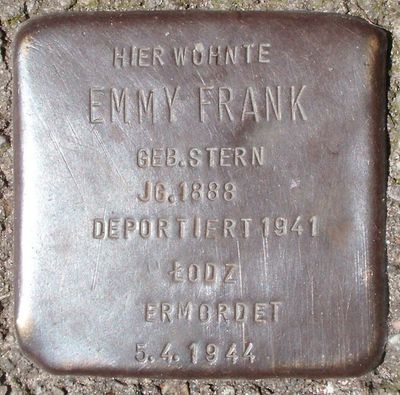 HIER WOHNTE
EMMY FRANK
GEB. STERN
JG. 1888
DEPORTIERT 1941
ŁODZ
ERMORDET
5.4.1944